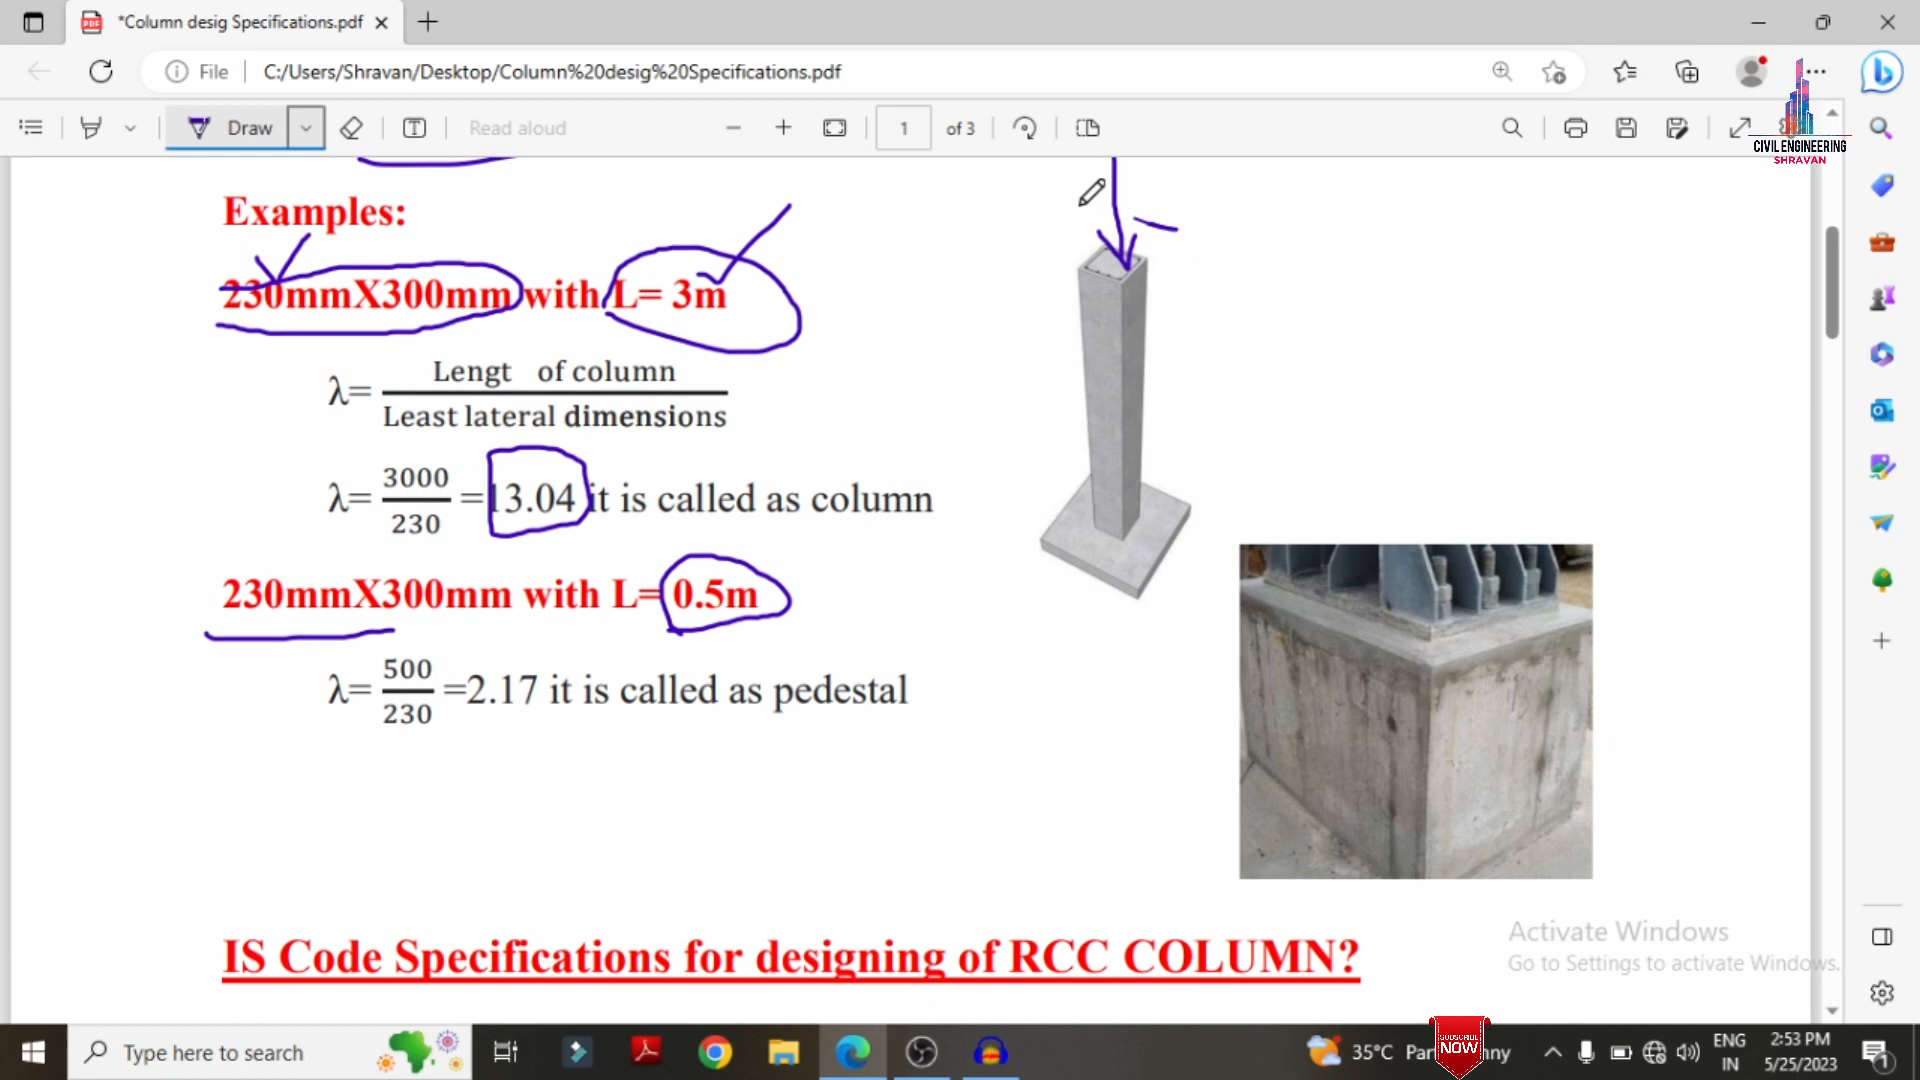 *Column desig Specifications.pdf
File
C:/Users/Shravan/Desktop/Column%20desig%20Specifications.pdf
Draw
Read aloud
1
of 3
CIVIL ENGINEERING
SHRAVAN
Examples:
230mmX300mm with L= 3m
λ= Lengt of column
Least lateral dimensions
λ= 3000
230
=13.04 it is called as column
230mmX300mm with L= 0.5m
λ= 500
230
=2.17 it is called as pedestal
IS Code Specifications for designing of RCC COLUMN?
Activate Windows
Go to Settings to activate Windows.
Type here to search
35°C
SUBSCRIBE
NOW
ENG
IN
2:53 PM
5/25/2023
1